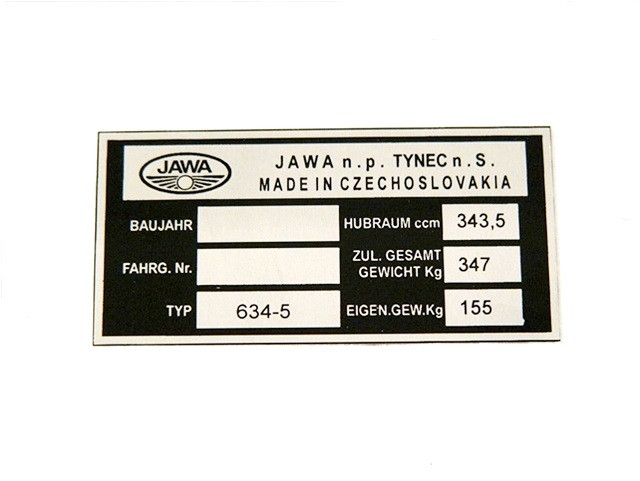 JAWA
JAWA n.p. TYNEC n.S.
MADE IN CZECHOSLOVAKIA
BAUJAHR
HUBRAUM ccm 343,5
FAHRG. Nr.
ZUL. GESAMT
GEWICHT Kg 347
TYP 634-5
EIGEN.GEW.Kg 155